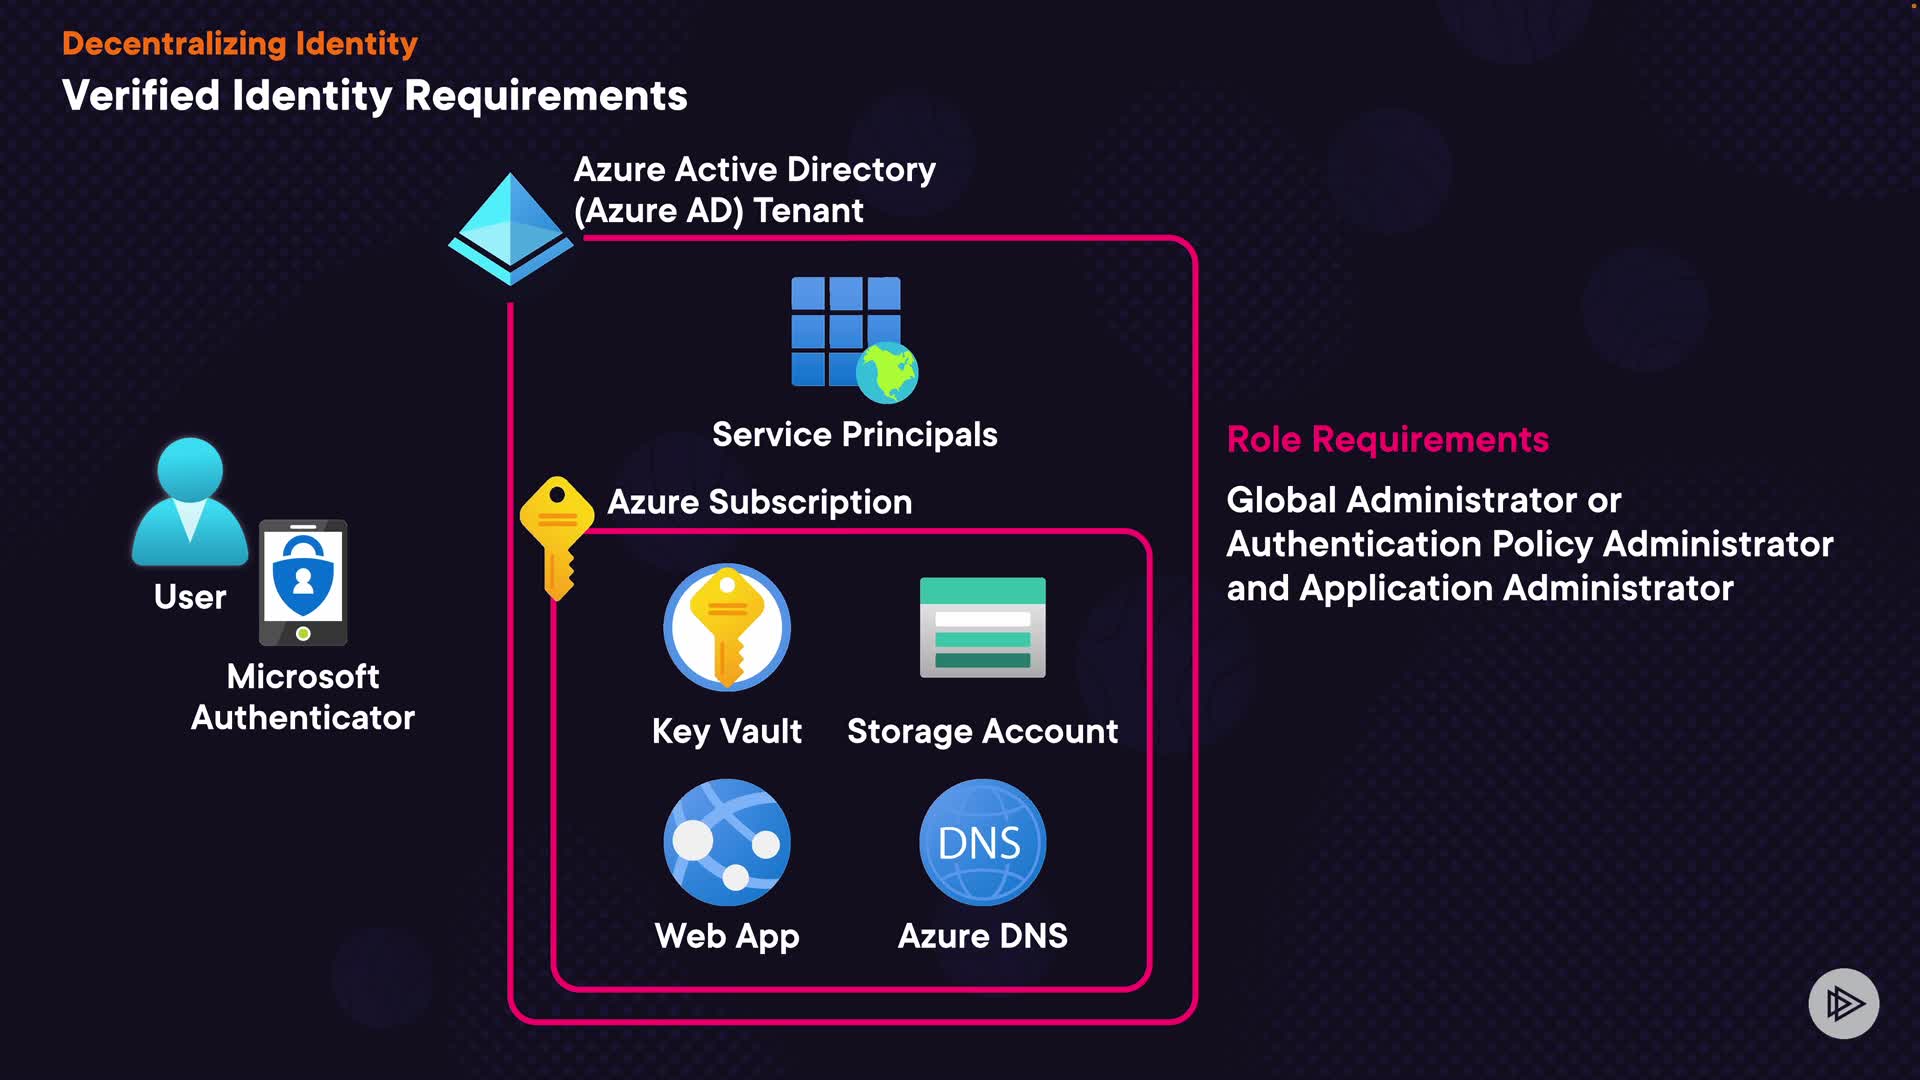 Decentralizing Identity
Verified Identity Requirements
Azure Active Directory
(Azure AD) Tenant
Service Principals
Azure Subscription
Key Vault
Storage Account
Web App
DNS
Azure DNS
User
Microsoft
Authenticator
Role Requirements
Global Administrator or
Authentication Policy Administrator
and Application Administrator